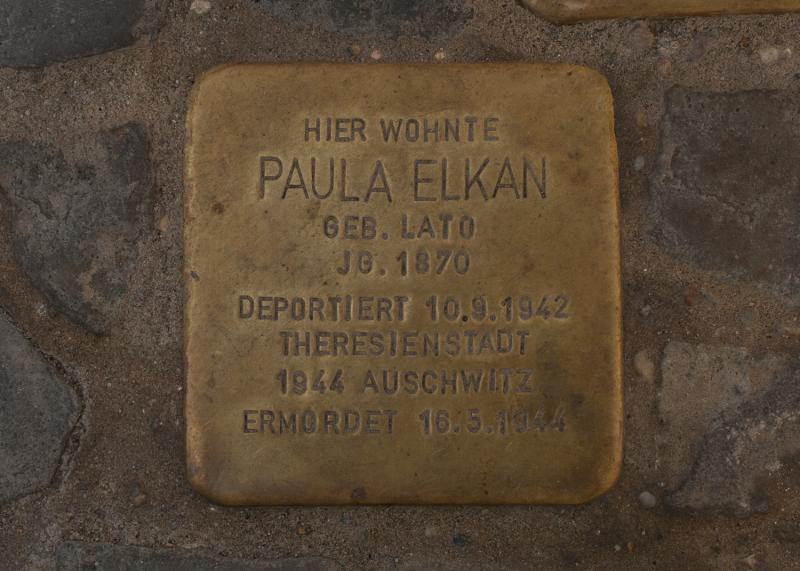 HIER WOHNTE
PAULA ELKAN
GEB. LATO
JG. 1870
DEPORTIERT 10.9.1942
THERESIENSTADT
1944 AUSCHWITZ
ERMORDET 16.5.1944